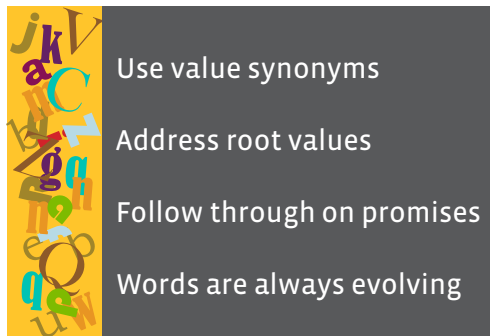 Use value synonyms
Address root values
Follow through on promises
Words are always evolving